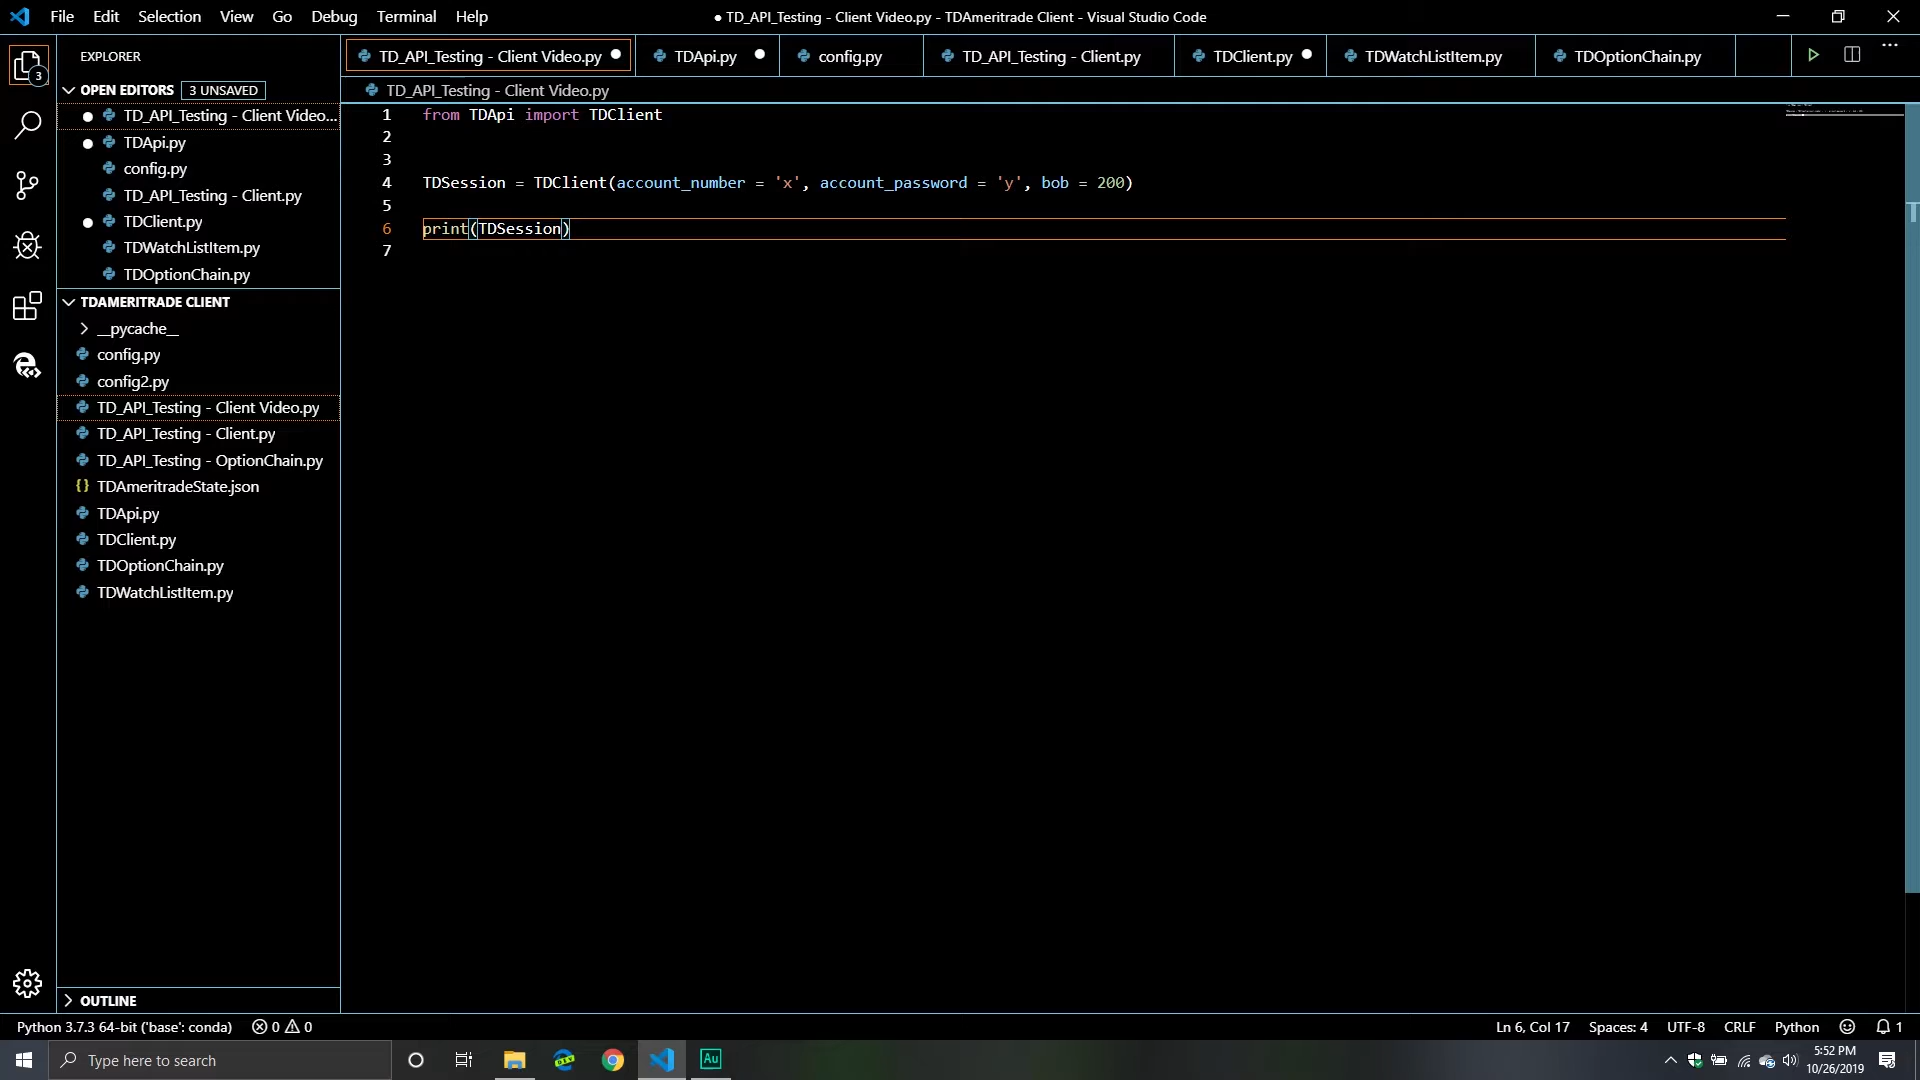 File Edit Selection View Go Debug Terminal Help
● TD_API_Testing - Client Video.py - TDAmeritrade Client - Visual Studio Code
EXPLORER
3
OPEN EDITORS 3 UNSAVED
TD_API_Testing - Client Video...
TDApi.py
config.py
TD_API_Testing - Client.py
TDClient.py
TDWatchListItem.py
TDOptionChain.py
TDAMERITRADE CLIENT
__pycache__
config.py
config2.py
TD_API_Testing - Client Video.py
TD_API_Testing - Client.py
TD_API_Testing - OptionChain.py
{} TDAmeritradeState.json
TDApi.py
TDClient.py
TDOptionChain.py
TDWatchListItem.py
OUTLINE
TD_API_Testing - Client Video.py ● TDApi.py ● config.py TD_API_Testing - Client.py TDClient.py ● TDWatchListItem.py TDOptionChain.py
TD_API_Testing - Client Video.py
1 from TDApi import TDClient
2
3
4 TDSession = TDClient(account_number = 'x', account_password = 'y', bob = 200)
5
6 print(TDSession)
7
Python 3.7.3 64-bit ('base': conda) 0 0 Ln 6, Col 17 Spaces: 4 UTF-8 CRLF Python 1
Type here to search Au
5:52 PM
10/26/2019